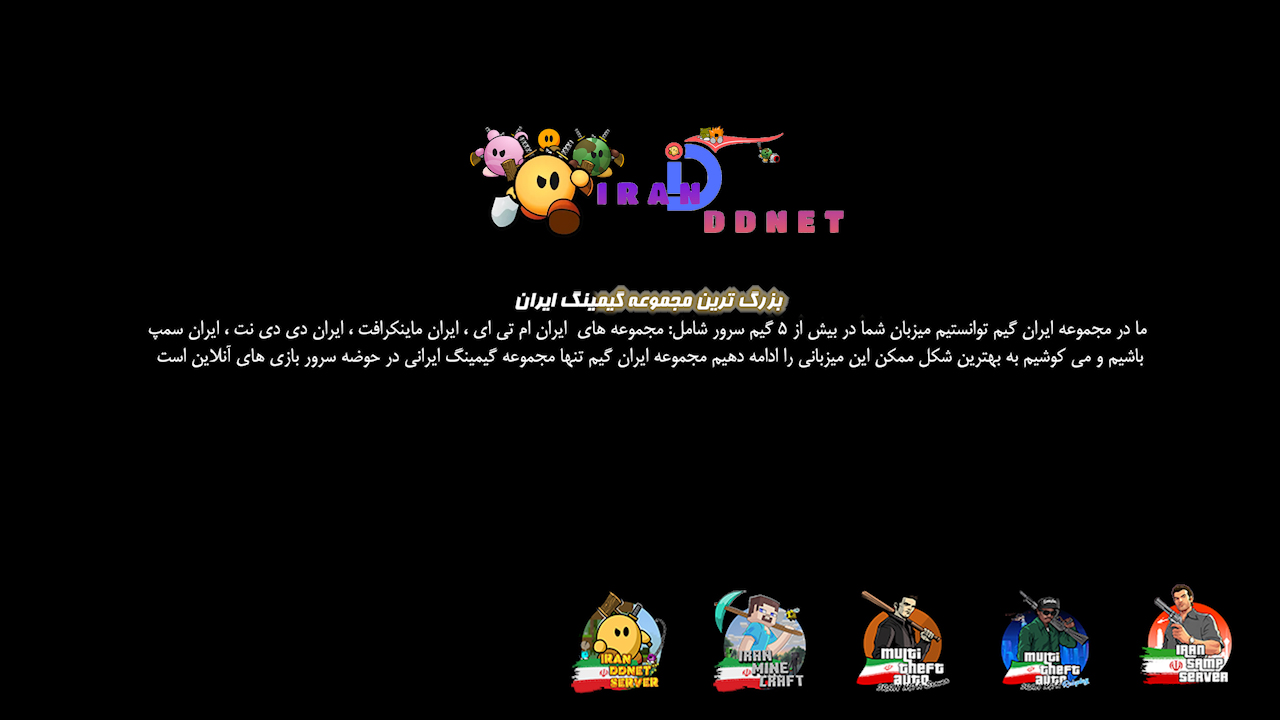 IRAN
DDNET
بزرگ ترین مجموعه گیمینگ ایران
ما در مجموعه ایران گیم توانستیم میزبان شما در بیش از ۵ گیم سرور شامل: مجموعه های ایران ام تی ای ، ایران ماینکرافت ، ایران دی دی نت ، ایران سمپ
باشیم و می کوشیم به بهترین شکل ممکن این میزبانی را ادامه دهیم مجموعه ایران گیم تنها مجموعه گیمینگ ایرانی در حوضه سرور بازی های آنلاین است
IRAN
DDNET
SERVER
IRAN
MINE
CRAFT
MULTI
THEFT
AUTO
MULTI
THEFT
AUTO
IRAN
SAMP
SERVER